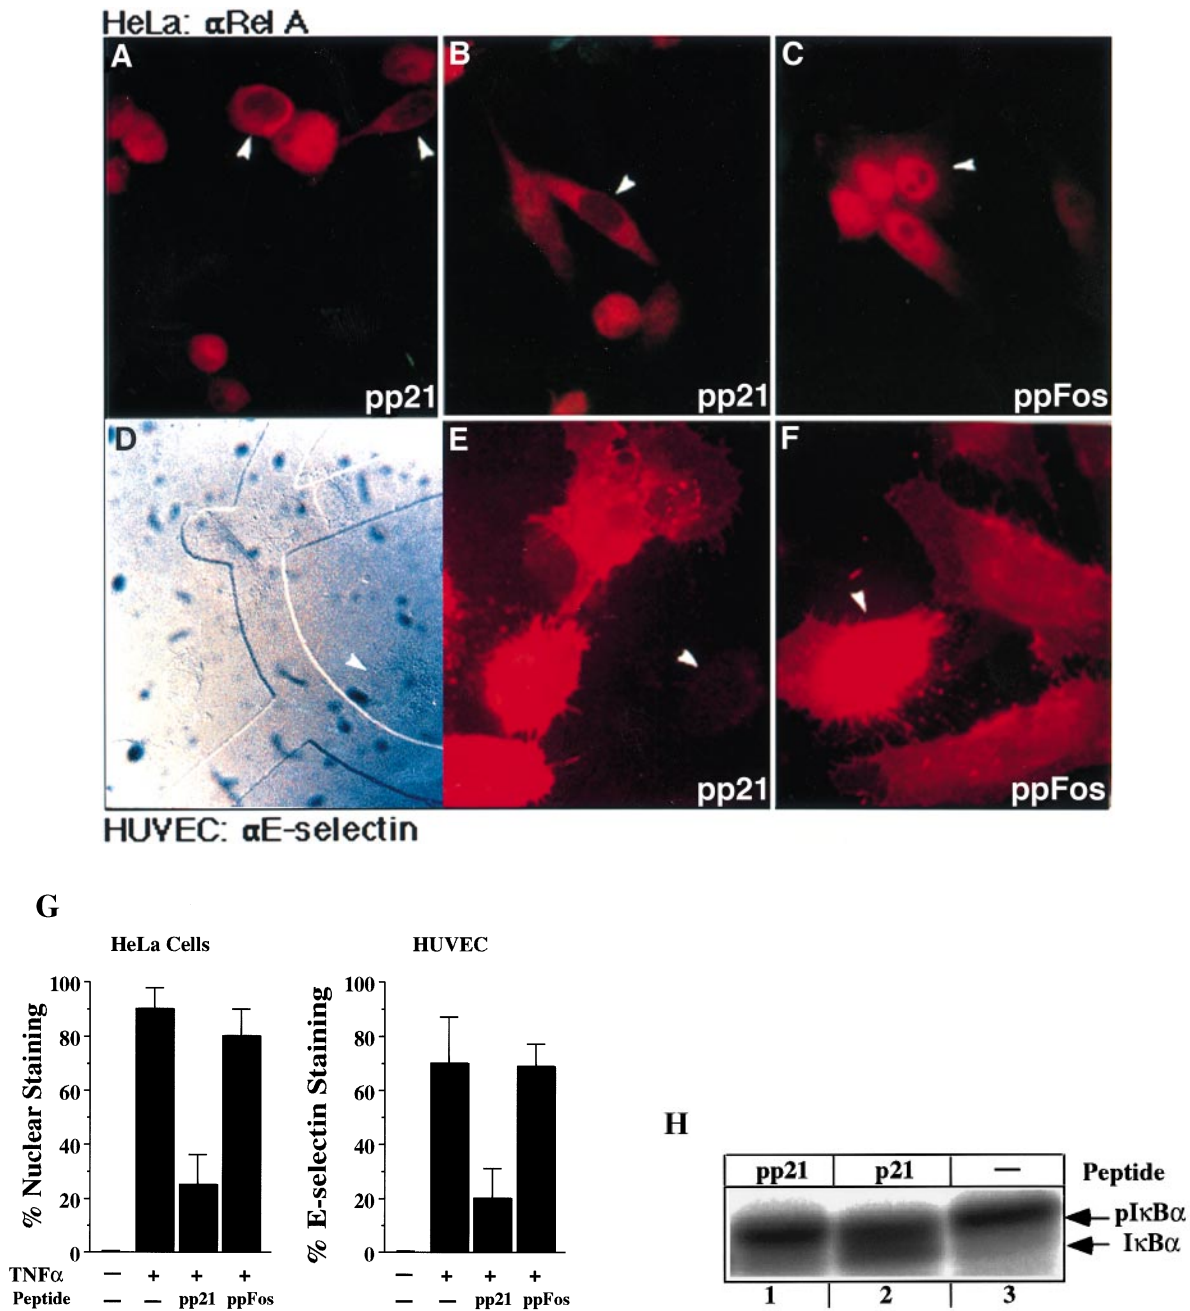 HeLa: αRel A
A B C
pp21 pp21 ppFos
D E F
pp21 ppFos
HUVEC: αE-selectin
G
HeLa Cells
% Nuclear Staining
100
80
60
40
20
0
HUVEC
% E-selectin Staining
100
80
60
40
20
0
TNFα — + + + — + + +
Peptide — — pp21 ppFos — — pp21 ppFos
H
pp21 p21 — Peptide
pIκBα
IκBα
1 2 3